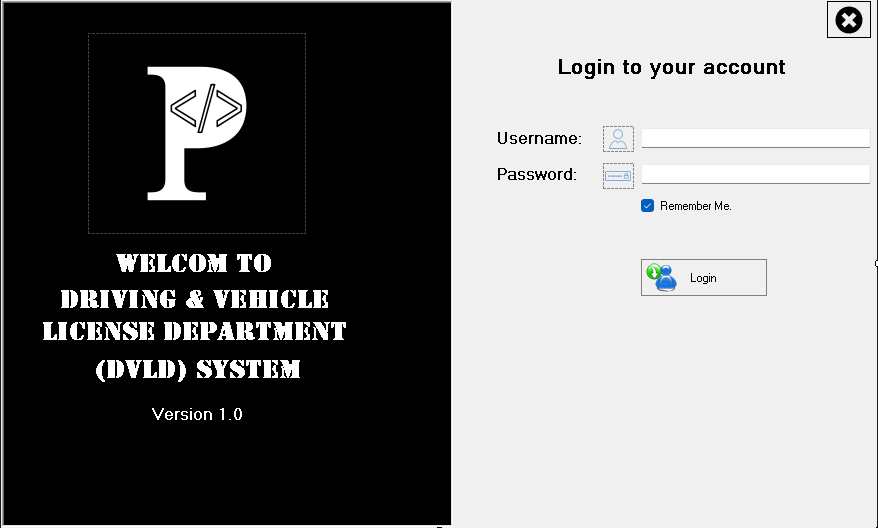 P
</>
WELCOM TO
DRIVING & VEHICLE
LICENSE DEPARTMENT
(DVLD) SYSTEM
Version 1.0
Login to your account
Username:
Password:
Remember Me.
Login